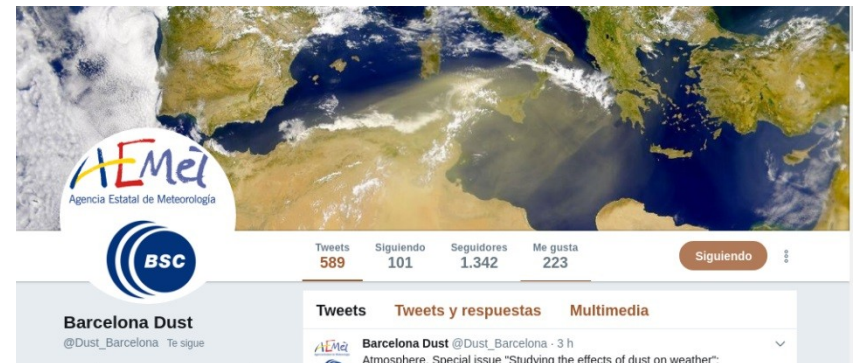 AEMet
Agencia Estatal de Meteorología
BSC
Tweets Siguiendo Seguidores Me gusta
589 101 1.342 223
Siguiendo
Barcelona Dust
@Dust_Barcelona Te sigue
Tweets Tweets y respuestas Multimedia
AEMet
Barcelona Dust @Dust_Barcelona · 3 h
Atmosphere. Special issue "Studying the effects of dust on weather":